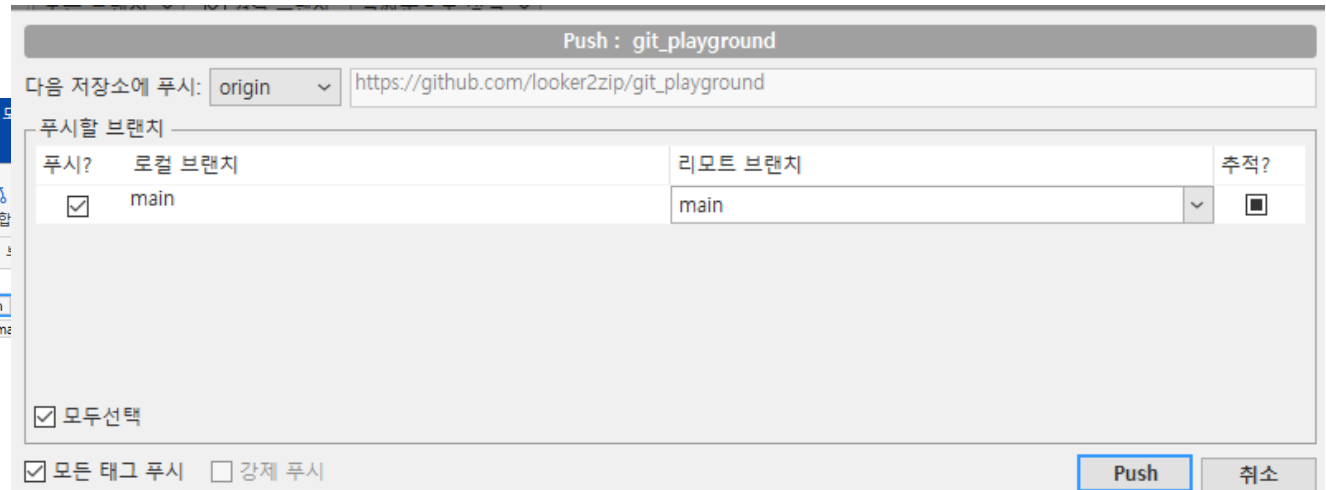 Push : git_playground
다음 저장소에 푸시: origin https://github.com/looker2zip/git_playground
푸시할 브랜치
푸시? 로컬 브랜치 리모트 브랜치 추적?
main main
모두선택
모든 태그 푸시 강제 푸시 Push 취소